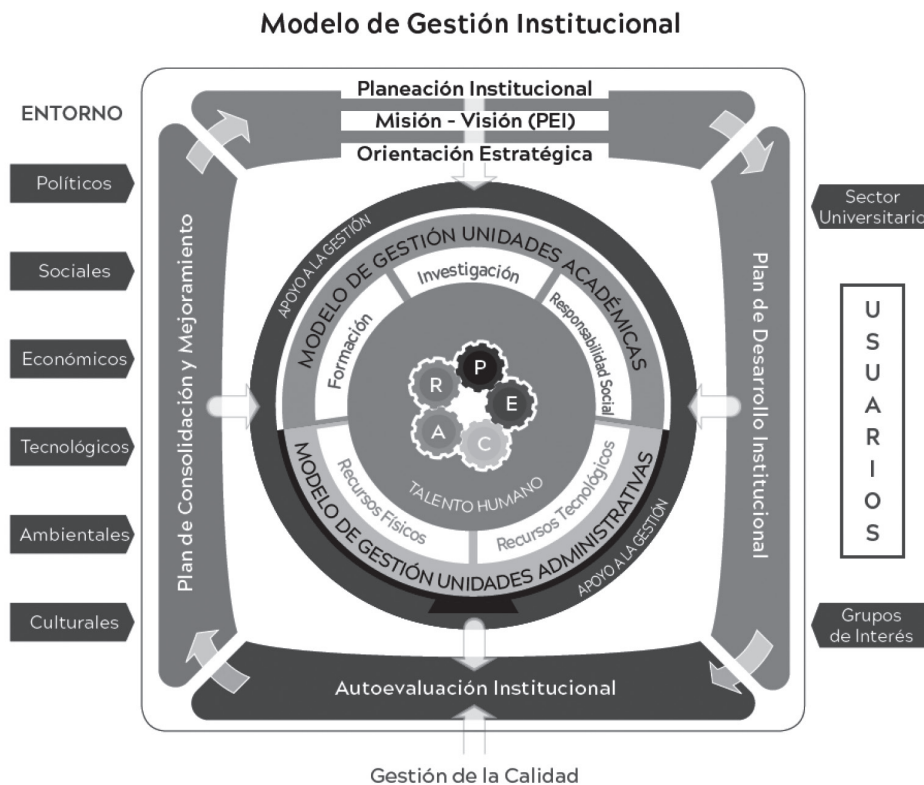 Modelo de Gestión Institucional
ENTORNO
Políticos
Sociales
Económicos
Tecnológicos
Ambientales
Culturales
Planeación Institucional
Misión - Visión (PEI)
Orientación Estratégica
Plan de Consolidación y Mejoramiento
Plan de Desarrollo Institucional
APOYO A LA GESTIÓN
MODELO DE GESTIÓN UNIDADES ACADÉMICAS
Formación
Investigación
Responsabilidad Social
P
E
C
A
R
TALENTO HUMANO
Recursos Físicos
Recursos Tecnológicos
MODELO DE GESTIÓN UNIDADES ADMINISTRATIVAS
APOYO A LA GESTIÓN
Autoevaluación Institucional
Gestión de la Calidad
Sector
Universitario
U
S
U
A
R
I
O
S
Grupos
de Interés